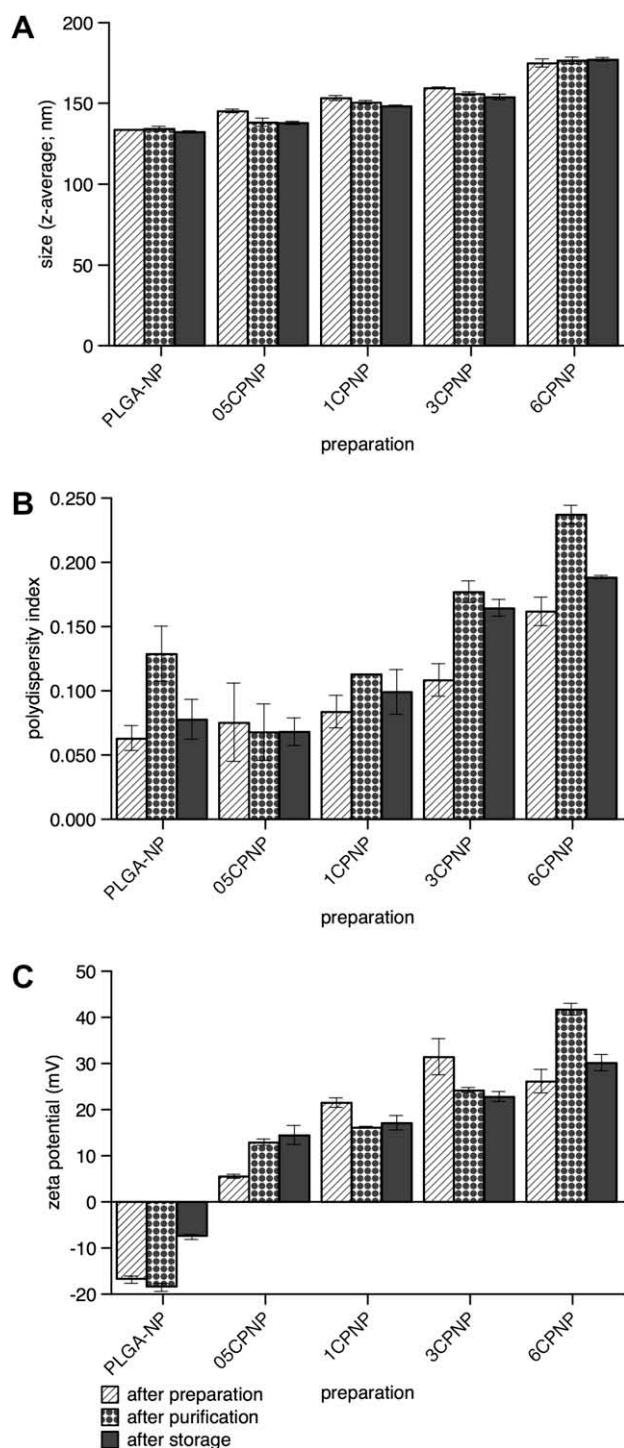 A
200
150
100
50
0
size (z-average; nm)
PLGA-NP
05CPNP
1CPNP
3CPNP
6CPNP
preparation
B
0.250
0.200
0.150
0.100
0.050
0.000
polydispersity index
PLGA-NP
05CPNP
1CPNP
3CPNP
6CPNP
preparation
C
50
40
30
20
10
0
-10
-20
zeta potential (mV)
PLGA-NP
05CPNP
1CPNP
3CPNP
6CPNP
preparation
after preparation
after purification
after storage